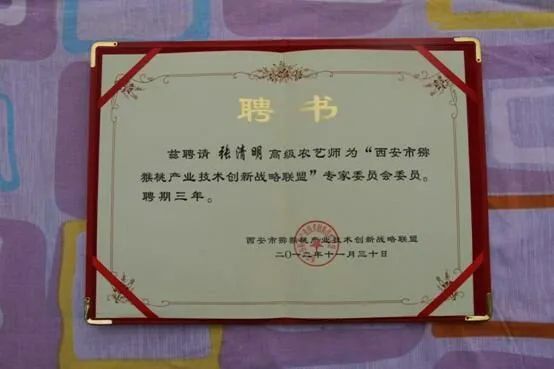 聘书
兹聘请 张清明 高级农艺师为“西安市猕
猴桃产业技术创新战略联盟”专家委员会委员。
聘期三年。
西安市猕猴桃产业技术创新战略联盟
二〇一二年十一月三十日